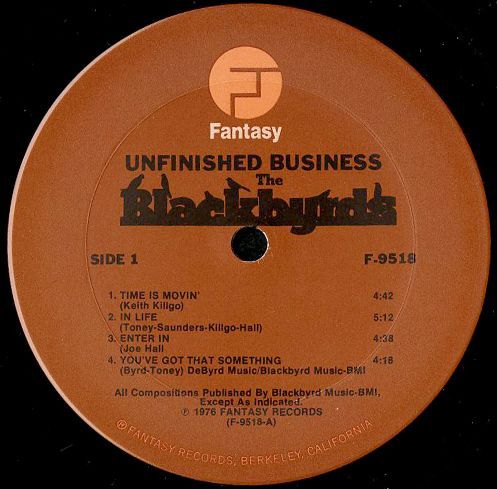 Fantasy
UNFINISHED BUSINESS
The
Blackbyrds
SIDE 1 F-9518
1. TIME IS MOVIN' 4:42
(Keith Killgo)
2. IN LIFE 5:12
(Toney-Saunders-Killgo-Hall)
3. ENTER IN 4:38
(Joe Hall
4. YOU'VE GOT THAT SOMETHING 4:18
(Byrd-Toney) DeByrd Music/Blackbyrd Music-BMI
All Compositions Published By Blackbyrd Music-BMI,
Except As Indicated.
℗ 1976 FANTASY RECORDS
(F-9518-A)
® FANTASY RECORDS, BERKELEY, CALIFORNIA